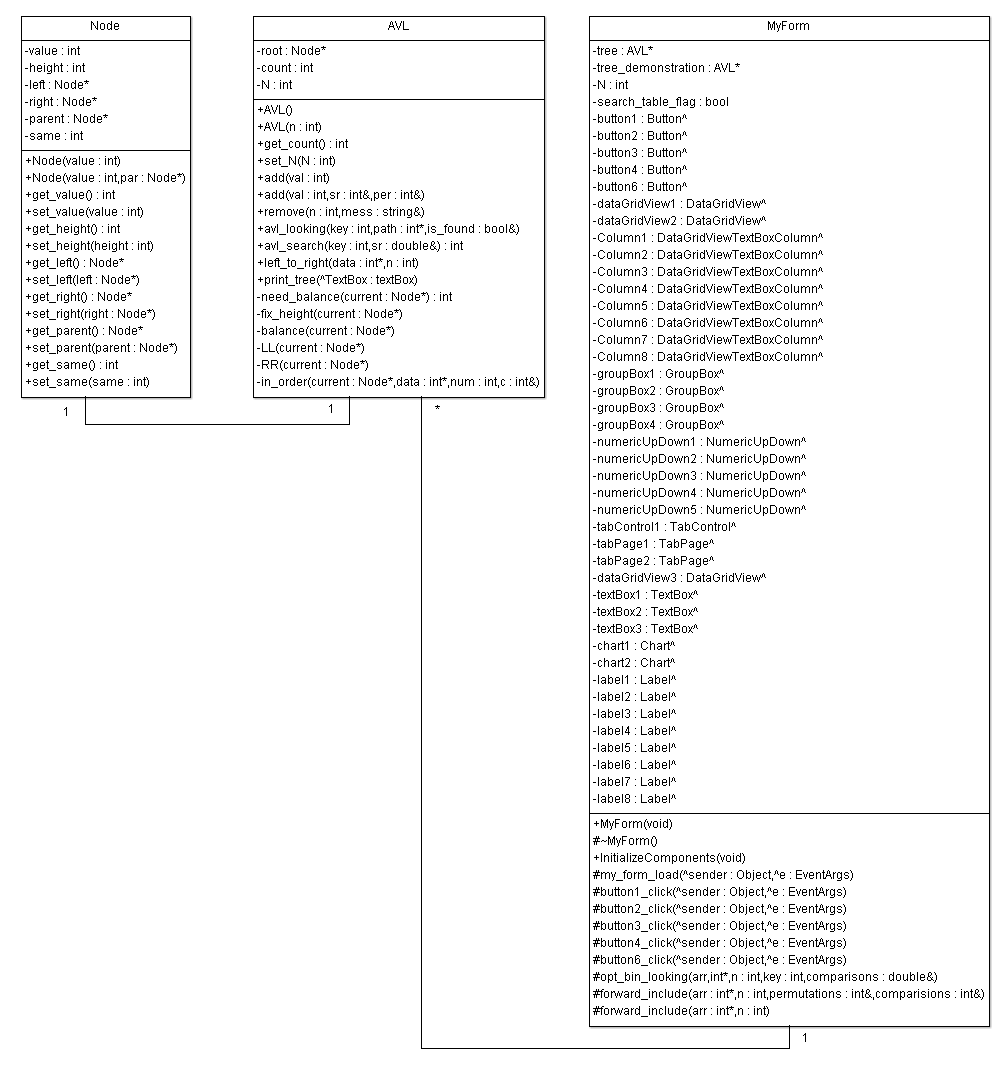 Node
-value : int
-height : int
-left : Node*
-right : Node*
-parent : Node*
-same : int
+Node(value : int)
+Node(value : int,par : Node*)
+get_value() : int
+set_value(value : int)
+get_height() : int
+set_height(height : int)
+get_left() : Node*
+set_left(left : Node*)
+get_right() : Node*
+set_right(right : Node*)
+get_parent() : Node*
+set_parent(parent : Node*)
+get_same() : int
+set_same(same : int)
1
AVL
-root : Node*
-count : int
-N : int
+AVL()
+AVL(n : int)
+get_count() : int
+set_N(N : int)
+add(val : int)
+add(val : int,sr : int&,per : int&)
+remove(n : int,mess : string&)
+avl_looking(key : int,path : int*,is_found : bool&)
+avl_search(key : int,sr : double&) : int
+left_to_right(data : int*,n : int)
+print_tree(^TextBox : textBox)
-need_balance(current : Node*) : int
-fix_height(current : Node*)
-balance(current : Node*)
-LL(current : Node*)
-RR(current : Node*)
-in_order(current : Node*,data : int*,num : int,c : int&)
1
*
MyForm
-tree : AVL*
-tree_demonstration : AVL*
-N : int
-search_table_flag : bool
-button1 : Button^
-button2 : Button^
-button3 : Button^
-button4 : Button^
-button6 : Button^
-dataGridView1 : DataGridView^
-dataGridView2 : DataGridView^
-Column1 : DataGridViewTextBoxColumn^
-Column2 : DataGridViewTextBoxColumn^
-Column3 : DataGridViewTextBoxColumn^
-Column4 : DataGridViewTextBoxColumn^
-Column5 : DataGridViewTextBoxColumn^
-Column6 : DataGridViewTextBoxColumn^
-Column7 : DataGridViewTextBoxColumn^
-Column8 : DataGridViewTextBoxColumn^
-groupBox1 : GroupBox^
-groupBox2 : GroupBox^
-groupBox3 : GroupBox^
-groupBox4 : GroupBox^
-numericUpDown1 : NumericUpDown^
-numericUpDown2 : NumericUpDown^
-numericUpDown3 : NumericUpDown^
-numericUpDown4 : NumericUpDown^
-numericUpDown5 : NumericUpDown^
-tabControl1 : TabControl^
-tabPage1 : TabPage^
-tabPage2 : TabPage^
-dataGridView3 : DataGridView^
-textBox1 : TextBox^
-textBox2 : TextBox^
-textBox3 : TextBox^
-chart1 : Chart^
-chart2 : Chart^
-label1 : Label^
-label2 : Label^
-label3 : Label^
-label4 : Label^
-label5 : Label^
-label6 : Label^
-label7 : Label^
-label8 : Label^
+MyForm(void)
#~MyForm()
+InitializeComponents(void)
#my_form_load(^sender : Object,^e : EventArgs)
#button1_click(^sender : Object,^e : EventArgs)
#button2_click(^sender : Object,^e : EventArgs)
#button3_click(^sender : Object,^e : EventArgs)
#button4_click(^sender : Object,^e : EventArgs)
#button6_click(^sender : Object,^e : EventArgs)
#opt_bin_looking(arr,int*,n : int,key : int,comparisons : double&)
#forward_include(arr : int*,n : int,permutations : int&,comparisions : int&)
#forward_include(arr : int*,n : int)
1